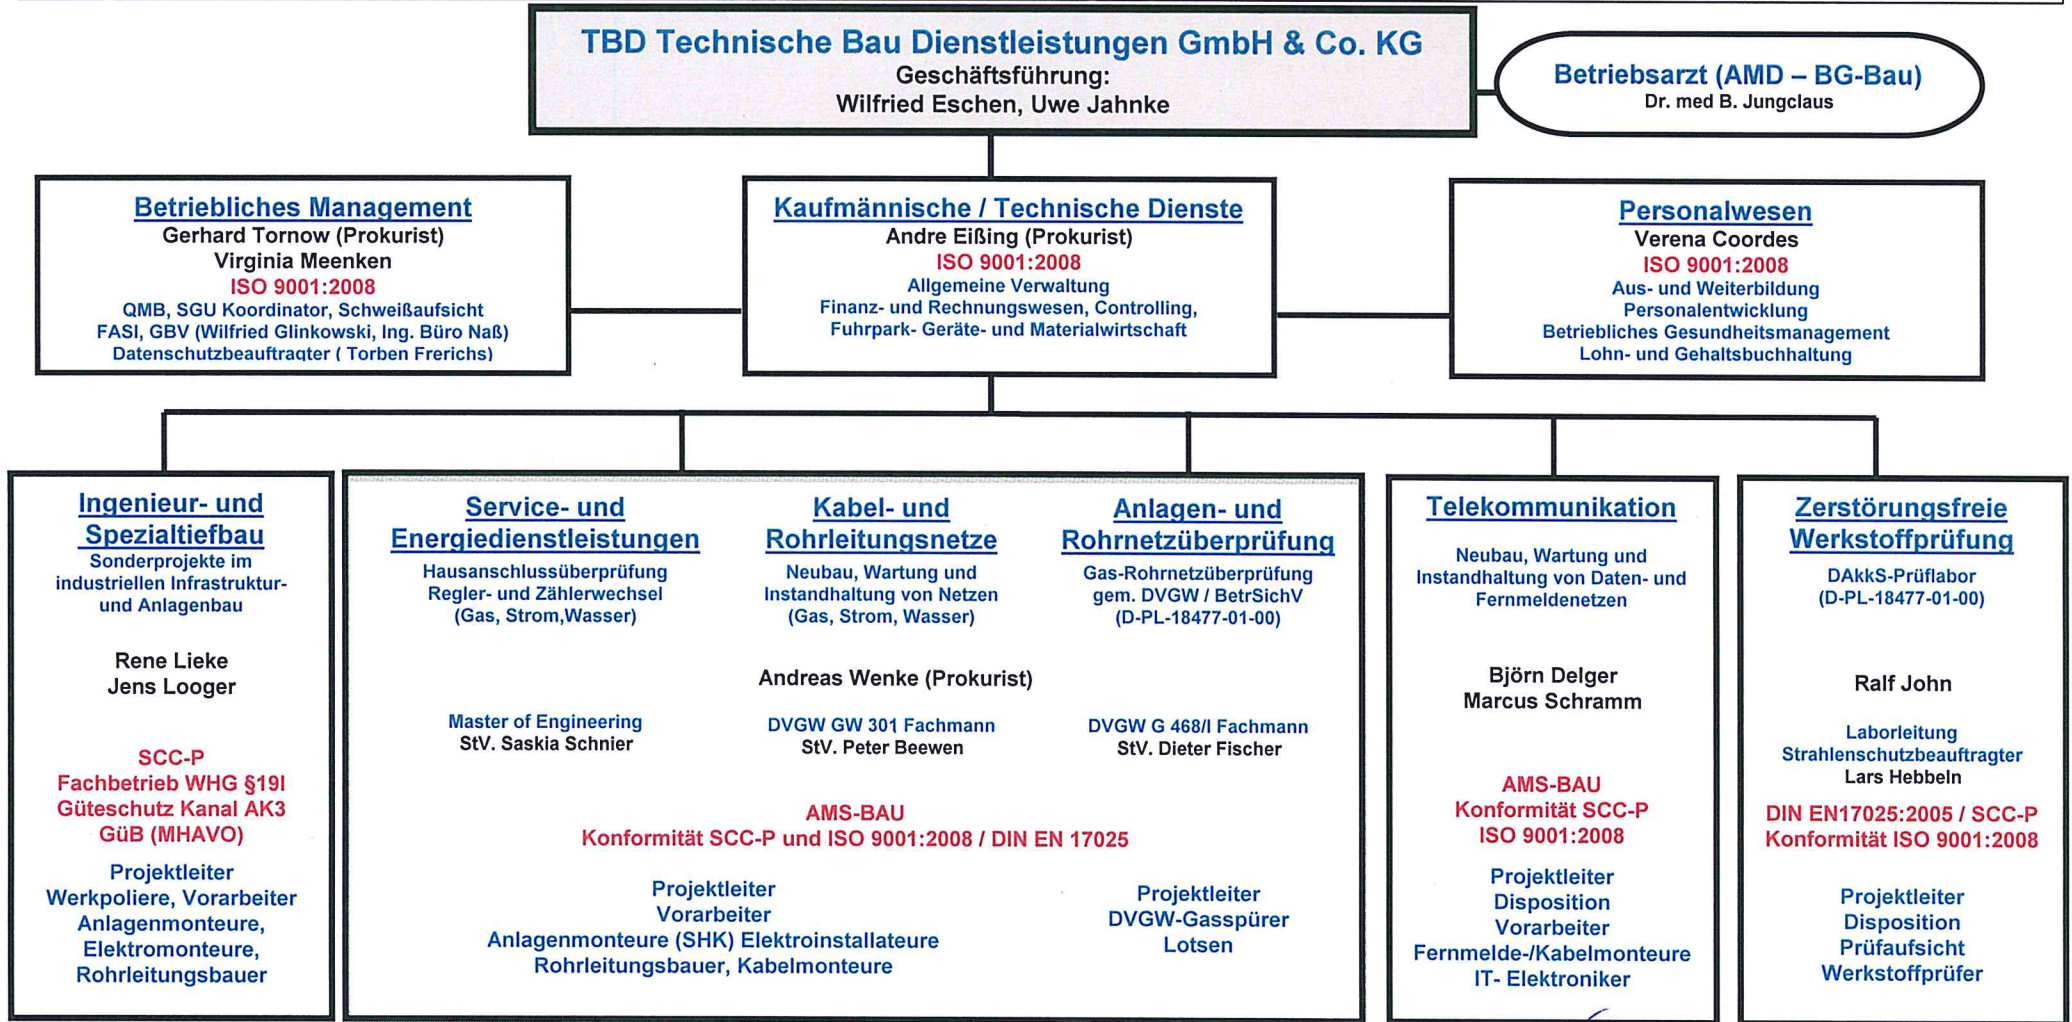 TBD Technische Bau Dienstleistungen GmbH & Co. KG
Geschäftsführung:
Wilfried Eschen, Uwe Jahnke
Betriebsarzt (AMD – BG-Bau)
Dr. med B. Jungclaus
Betriebliches Management
Gerhard Tornow (Prokurist)
Virginia Meenken
ISO 9001:2008
QMB, SGU Koordinator, Schweißaufsicht
FASI, GBV (Wilfried Glinkowski, Ing. Büro Naß)
Datenschutzbeauftragter ( Torben Frerichs)
Kaufmännische / Technische Dienste
Andre Eißing (Prokurist)
ISO 9001:2008
Allgemeine Verwaltung
Finanz- und Rechnungswesen, Controlling,
Fuhrpark- Geräte- und Materialwirtschaft
Personalwesen
Verena Coordes
ISO 9001:2008
Aus- und Weiterbildung
Personalentwicklung
Betriebliches Gesundheitsmanagement
Lohn- und Gehaltsbuchhaltung
Ingenieur- und
Spezialtiefbau
Sonderprojekte im
industriellen Infrastruktur-
und Anlagenbau
Rene Lieke
Jens Looger
SCC-P
Fachbetrieb WHG §19l
Güteschutz Kanal AK3
GüB (MHAVO)
Projektleiter
Werkpoliere, Vorarbeiter
Anlagenmonteure,
Elektromonteure,
Rohrleitungsbauer
Service- und
Energiedienstleistungen
Hausanschlussüberprüfung
Regler- und Zählerwechsel
(Gas, Strom,Wasser)
Kabel- und
Rohrleitungsnetze
Neubau, Wartung und
Instandhaltung von Netzen
(Gas, Strom, Wasser)
Anlagen- und
Rohrnetzüberprüfung
Gas-Rohrnetzüberprüfung
gem. DVGW / BetrSichV
(D-PL-18477-01-00)
Andreas Wenke (Prokurist)
Master of Engineering
StV. Saskia Schnier
DVGW GW 301 Fachmann
StV. Peter Beewen
DVGW G 468/I Fachmann
StV. Dieter Fischer
AMS-BAU
Konformität SCC-P und ISO 9001:2008 / DIN EN 17025
Projektleiter
Vorarbeiter
Anlagenmonteure (SHK) Elektroinstallateure
Rohrleitungsbauer, Kabelmonteure
Projektleiter
DVGW-Gasspürer
Lotsen
Telekommunikation
Neubau, Wartung und
Instandhaltung von Daten- und
Fernmeldenetzen
Björn Delger
Marcus Schramm
AMS-BAU
Konformität SCC-P
ISO 9001:2008
Projektleiter
Disposition
Vorarbeiter
Fernmelde-/Kabelmonteure
IT- Elektroniker
Zerstörungsfreie
Werkstoffprüfung
DAkkS-Prüflabor
(D-PL-18477-01-00)
Ralf John
Laborleitung
Strahlenschutzbeauftragter
Lars Hebbeln
DIN EN17025:2005 / SCC-P
Konformität ISO 9001:2008
Projektleiter
Disposition
Prüfaufsicht
Werkstoffprüfer